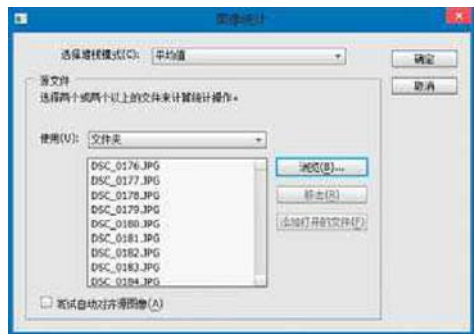 图像统计
选择堆栈模式(C): 平均值
确定
取消
源文件
选择两个或两个以上的文件来计算统计操作。
使用(U): 文件夹
DSC_0176.JPG
DSC_0177.JPG
DSC_0178.JPG
DSC_0179.JPG
DSC_0180.JPG
DSC_0181.JPG
DSC_0182.JPG
DSC_0183.JPG
DSC_0184.JPG
浏览(B)...
移去(R)
添加打开的文件(F)
尝试自动对齐源图像(A)